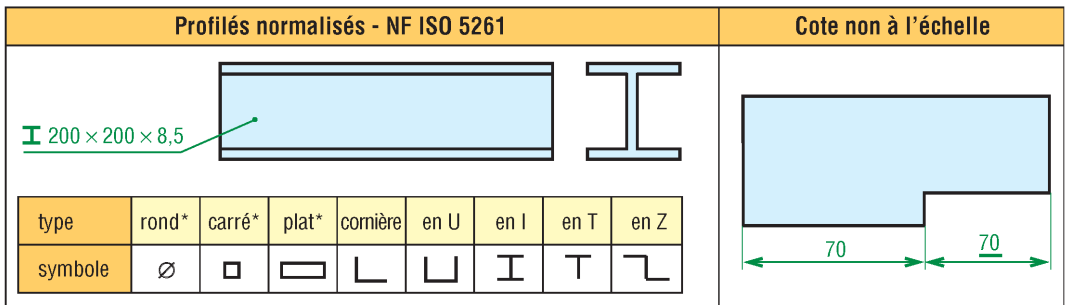 Profilés normalisés - NF ISO 5261
Cote non à l'échelle
200 × 200 × 8,5
type rond* carré* plat* cornière en U en I en T en Z
symbole
70 70